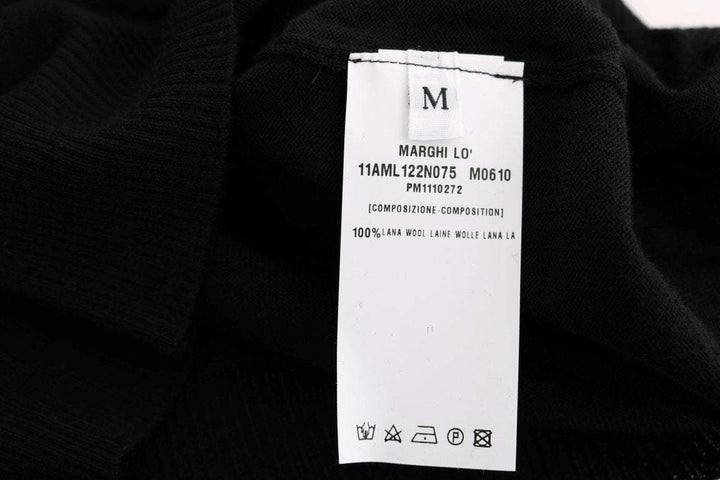 M
MARGHI LO'
11AML122N075 M0610
PM1110272
[COMPOSIZIONE-COMPOSITION]
100% LANA WOOL LAINE WOLLE LANA LA
P